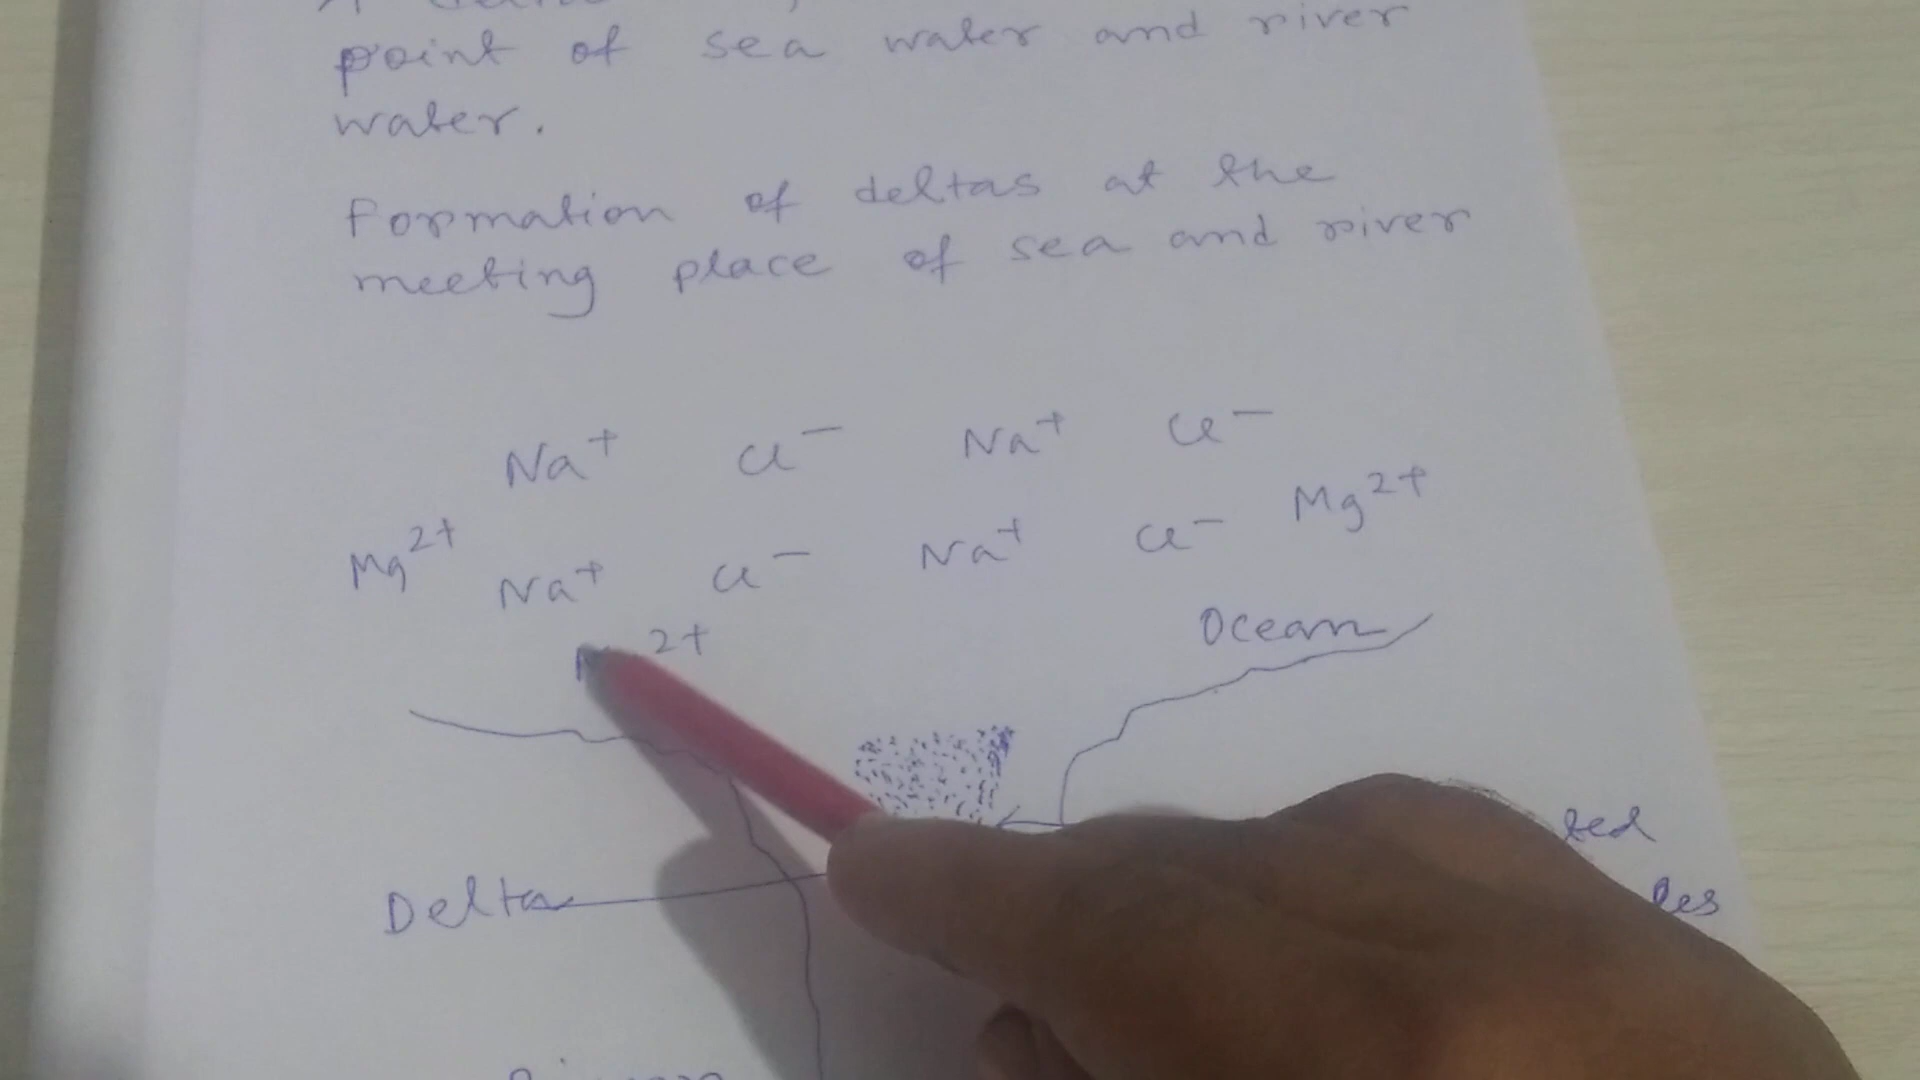 point of sea water and river
water.
Formation of deltas at the
meeting place of sea and river
Na+ Cl− Na+ Cl−
Mg2+ Na+ Cl− Na+ Cl− Mg2+
2+
Ocean
Delta